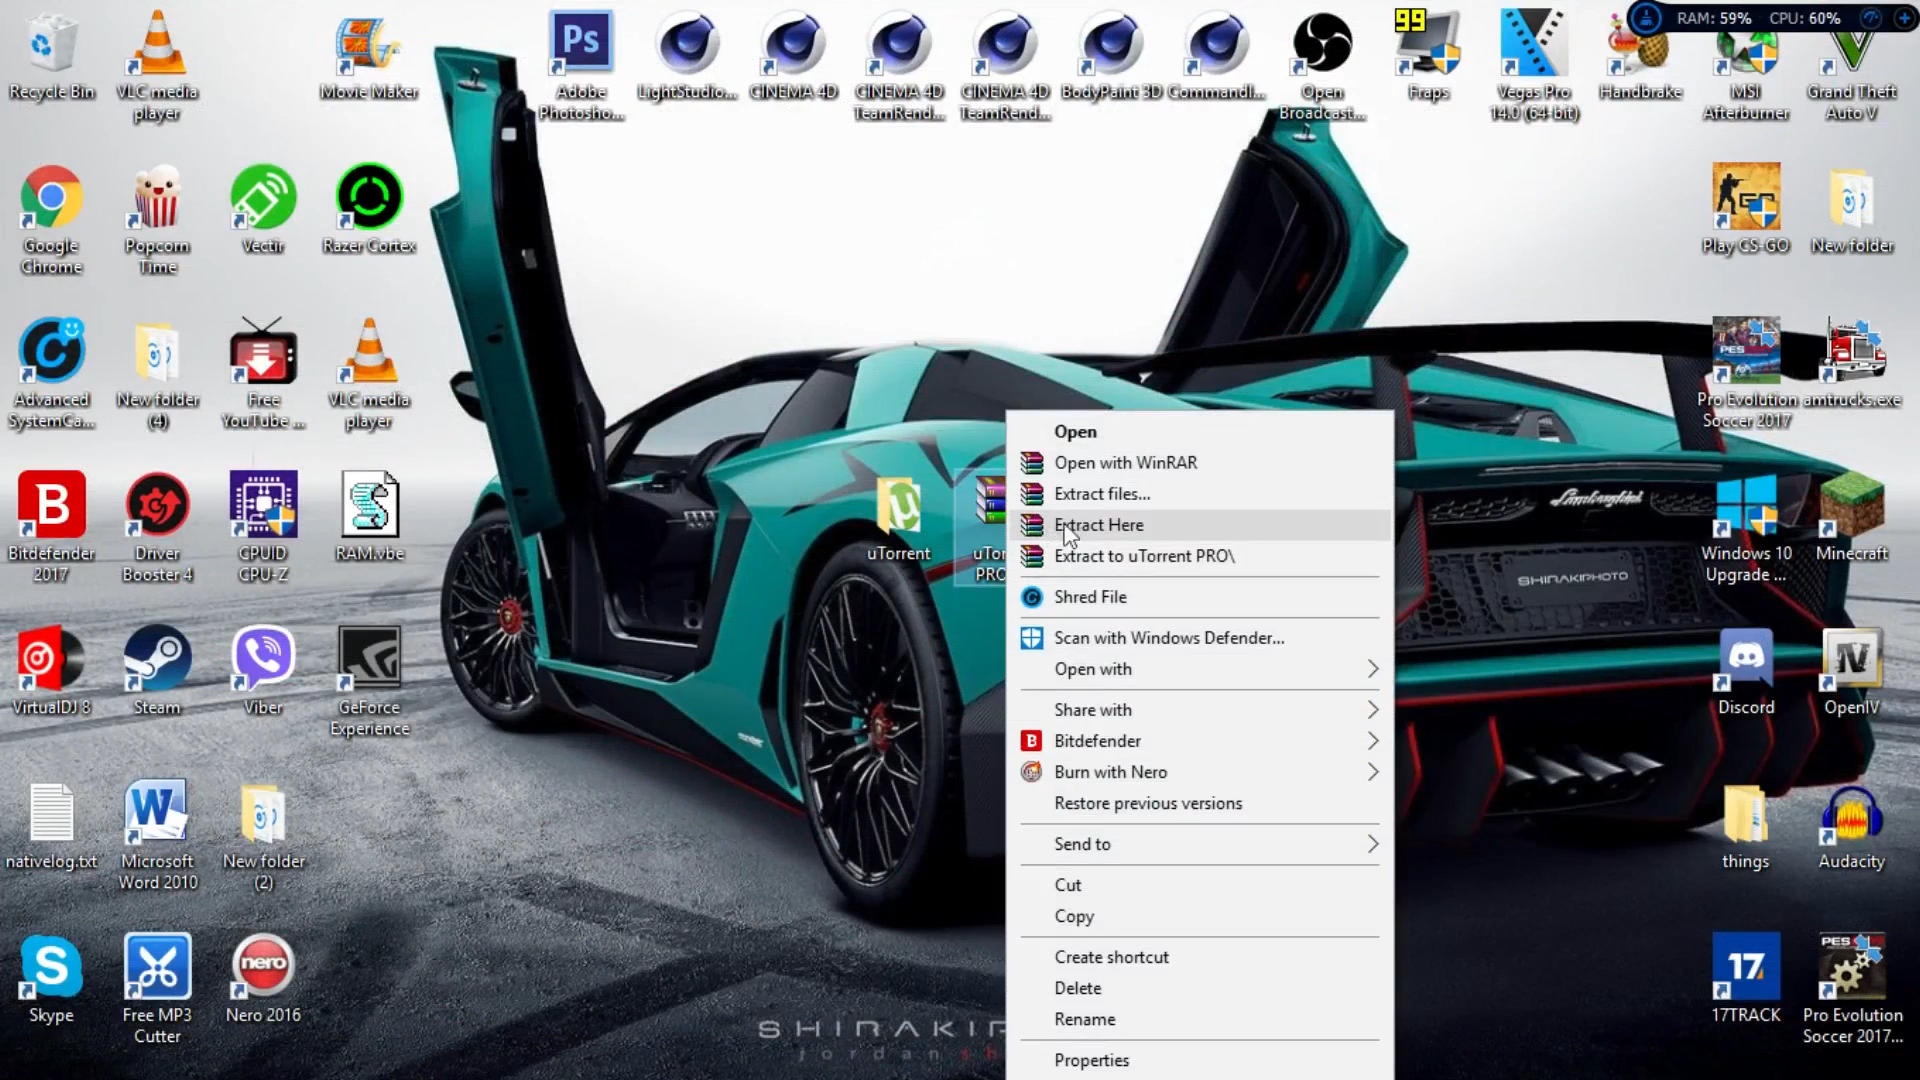 RAM: 59% CPU: 60%
Recycle Bin
VLC media
player
Movie Maker
Ps
Adobe
Photosho...
LightStudio...
CINEMA 4D
CINEMA 4D
TeamRend...
CINEMA 4D
TeamRend...
BodyPaint 3D
CommandL...
Open
Broadcast...
99
Fraps
Vegas Pro
14.0 (64-bit)
Handbrake
MSI
Afterburner
Grand Theft
Auto V
Google
Chrome
Popcorn
Time
Vectir
Razer Cortex
Play CS-GO
New folder
Advanced
SystemCa...
New folder
(4)
Free
YouTube ...
VLC media
player
PES
Pro Evolution
Soccer 2017
amtrucks.exe
B
Bitdefender
2017
Driver
Booster 4
CPUID
CPU-Z
RAM.vbe
uTorrent
uTor
PRO
Windows 10
Upgrade ...
Minecraft
VirtualDJ 8
Steam
Viber
GeForce
Experience
Discord
OpenIV
nativelog.txt
Microsoft
Word 2010
New folder
(2)
things
Audacity
Skype
Free MP3
Cutter
nero
Nero 2016
17
17TRACK
PES
Pro Evolution
Soccer 2017...
Open
Open with WinRAR
Extract files...
Extract Here
Extract to uTorrent PRO\
Shred File
Scan with Windows Defender...
Open with
Share with
Bitdefender
Burn with Nero
Restore previous versions
Send to
Cut
Copy
Create shortcut
Delete
Rename
Properties
Lamborghini
SHIRAKIPHOTO
SHIRAKIP
jordan sh